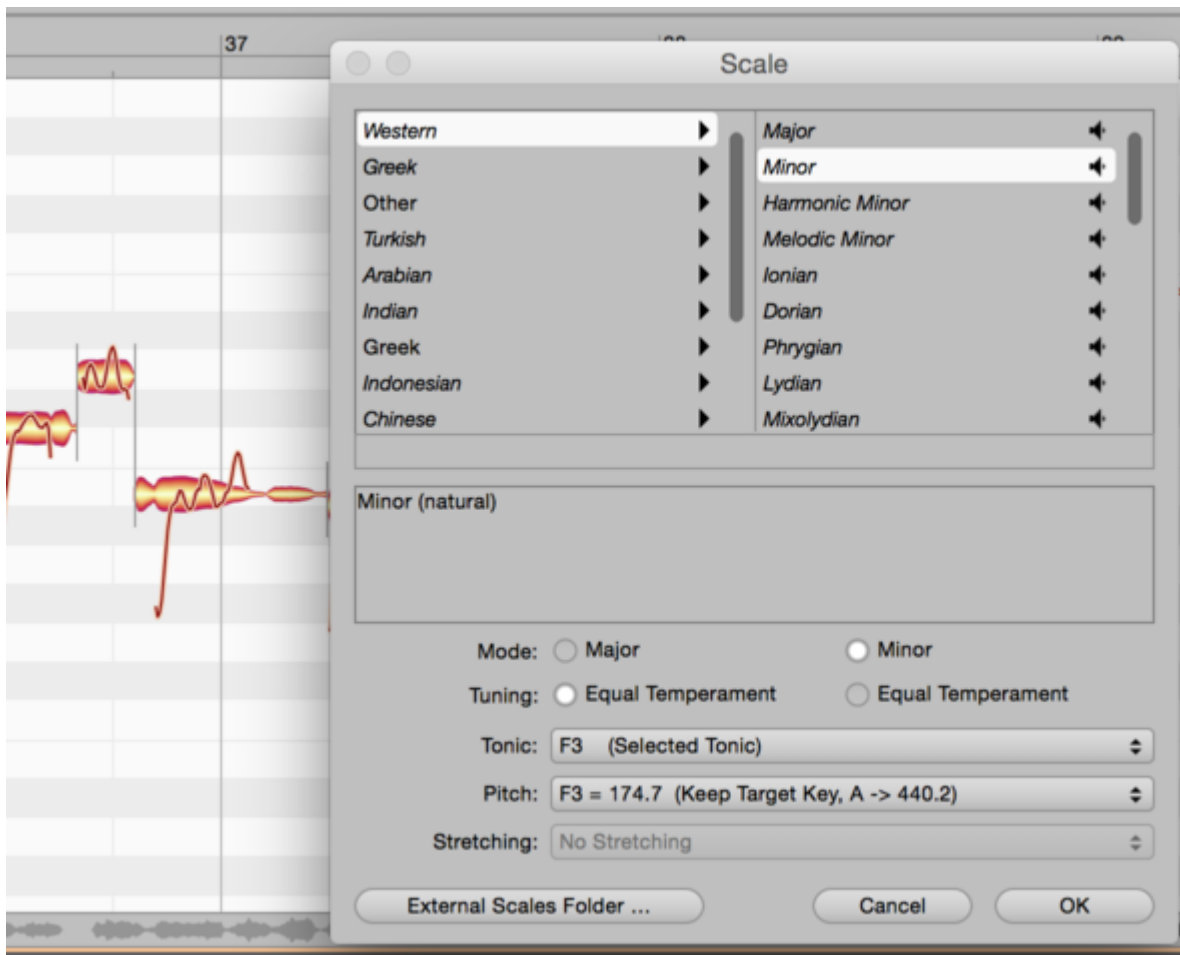 37
Scale
Western
Greek
Other
Turkish
Arabian
Indian
Greek
Indonesian
Chinese
Major
Minor
Harmonic Minor
Melodic Minor
Ionian
Dorian
Phrygian
Lydian
Mixolydian
Minor (natural)
Mode: Major Minor
Tuning: Equal Temperament Equal Temperament
Tonic: F3 (Selected Tonic)
Pitch: F3 = 174.7 (Keep Target Key, A -> 440.2)
Stretching: No Stretching
External Scales Folder ... Cancel OK